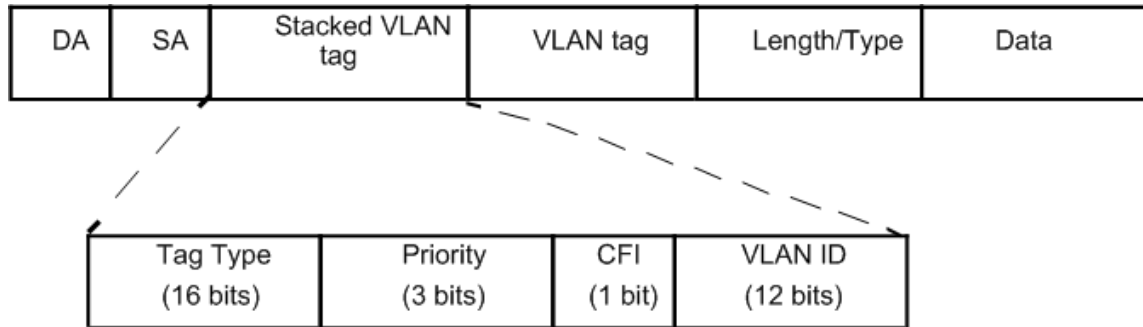 DA SA Stacked VLAN tag VLAN tag Length/Type Data
Tag Type Priority CFI VLAN ID
(16 bits) (3 bits) (1 bit) (12 bits)